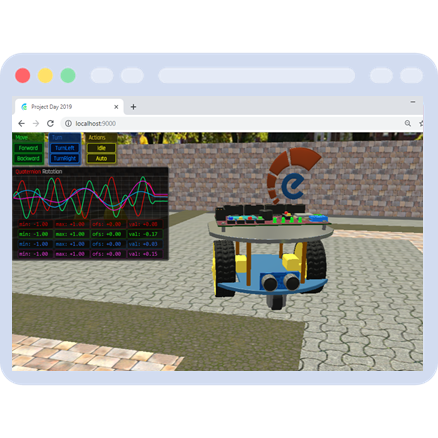 Project Day 2019
localhost:9000
Move
Turn
Actions
Forward
TurnLeft
Idle
Backward
TurnRight
Auto
Quaternion Rotation
min: -1.00 max: +1.00 ofs: +0.00 val: +0.98
min: -1.00 max: +1.00 ofs: +0.00 val: -0.17
min: -1.00 max: +1.00 ofs: +0.00 val: +0.03
min: -1.00 max: +1.00 ofs: +0.00 val: +0.13
e